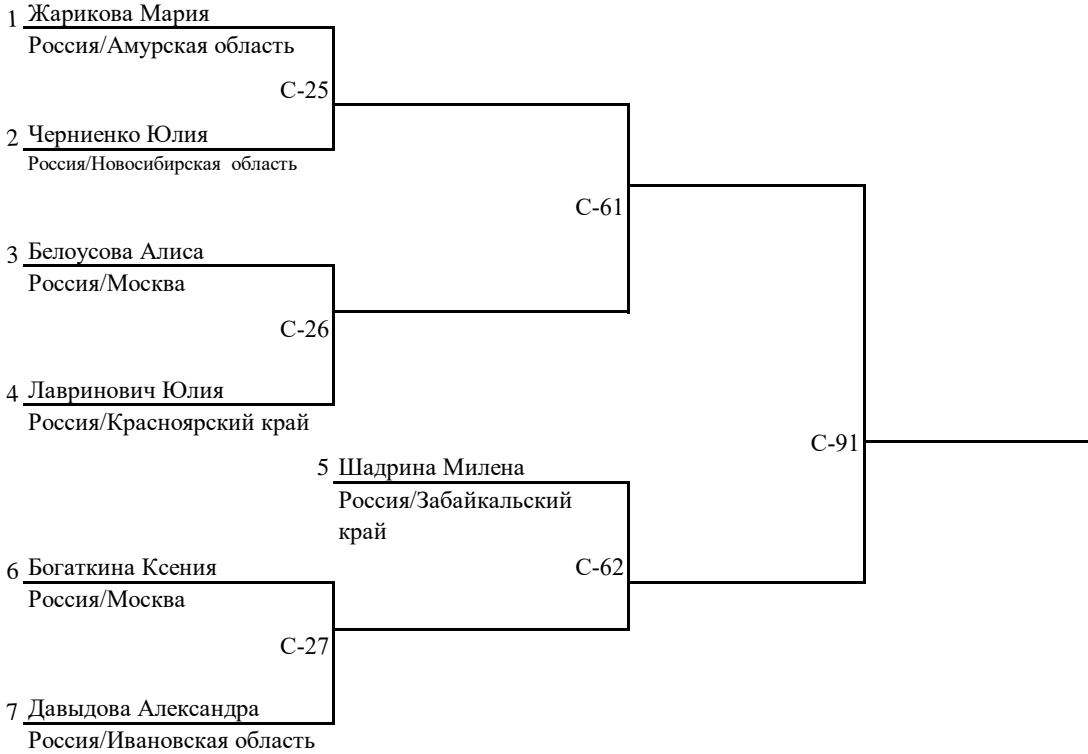 1 Жарикова Мария
Россия/Амурская область
С-25
2 Черниенко Юлия
Россия/Новосибирская область
С-61
3 Белоусова Алиса
Россия/Москва
С-26
4 Лавринович Юлия
Россия/Красноярский край
С-91
5 Шадрина Милена
Россия/Забайкальский
край
6 Богаткина Ксения
С-62
Россия/Москва
С-27
7 Давыдова Александра
Россия/Ивановская область